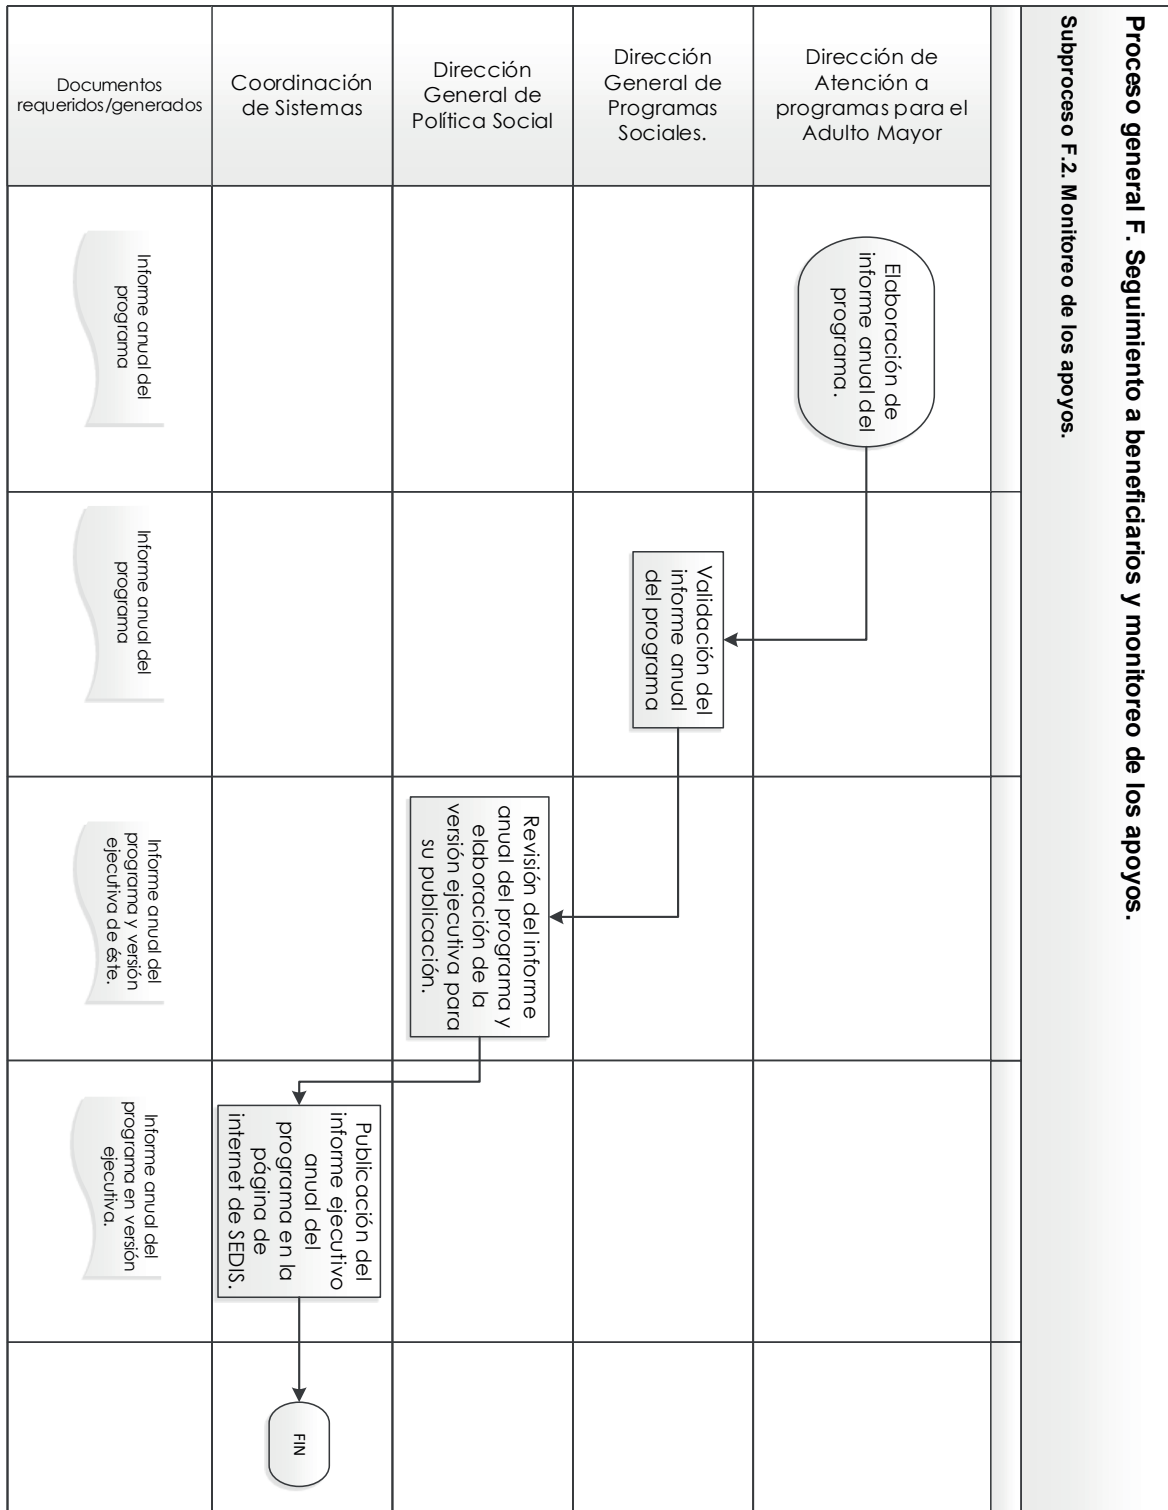 Proceso general F. Seguimiento a beneficiarios y monitoreo de los apoyos.
Subproceso F.2. Monitoreo de los apoyos.
Dirección de
Atención a
programas para el
Adulto Mayor
Elaboración de
informe anual del
programa.
Dirección
General de
Programas
Sociales.
Validación del
informe anual
del programa
Dirección
General de
Política Social
Revisión del informe
anual del programa y
elaboración de la
versión ejecutiva para
su publicación.
Coordinación
de Sistemas
Publicación del
informe ejecutivo
anual del
programa en la
página de
internet de SEDIS.
FIN
Documentos
requeridos/generados
Informe anual del
programa
Informe anual del
programa
Informe anual del
programa y versión
ejecutiva de éste.
Informe anual del
programa en versión
ejecutiva.